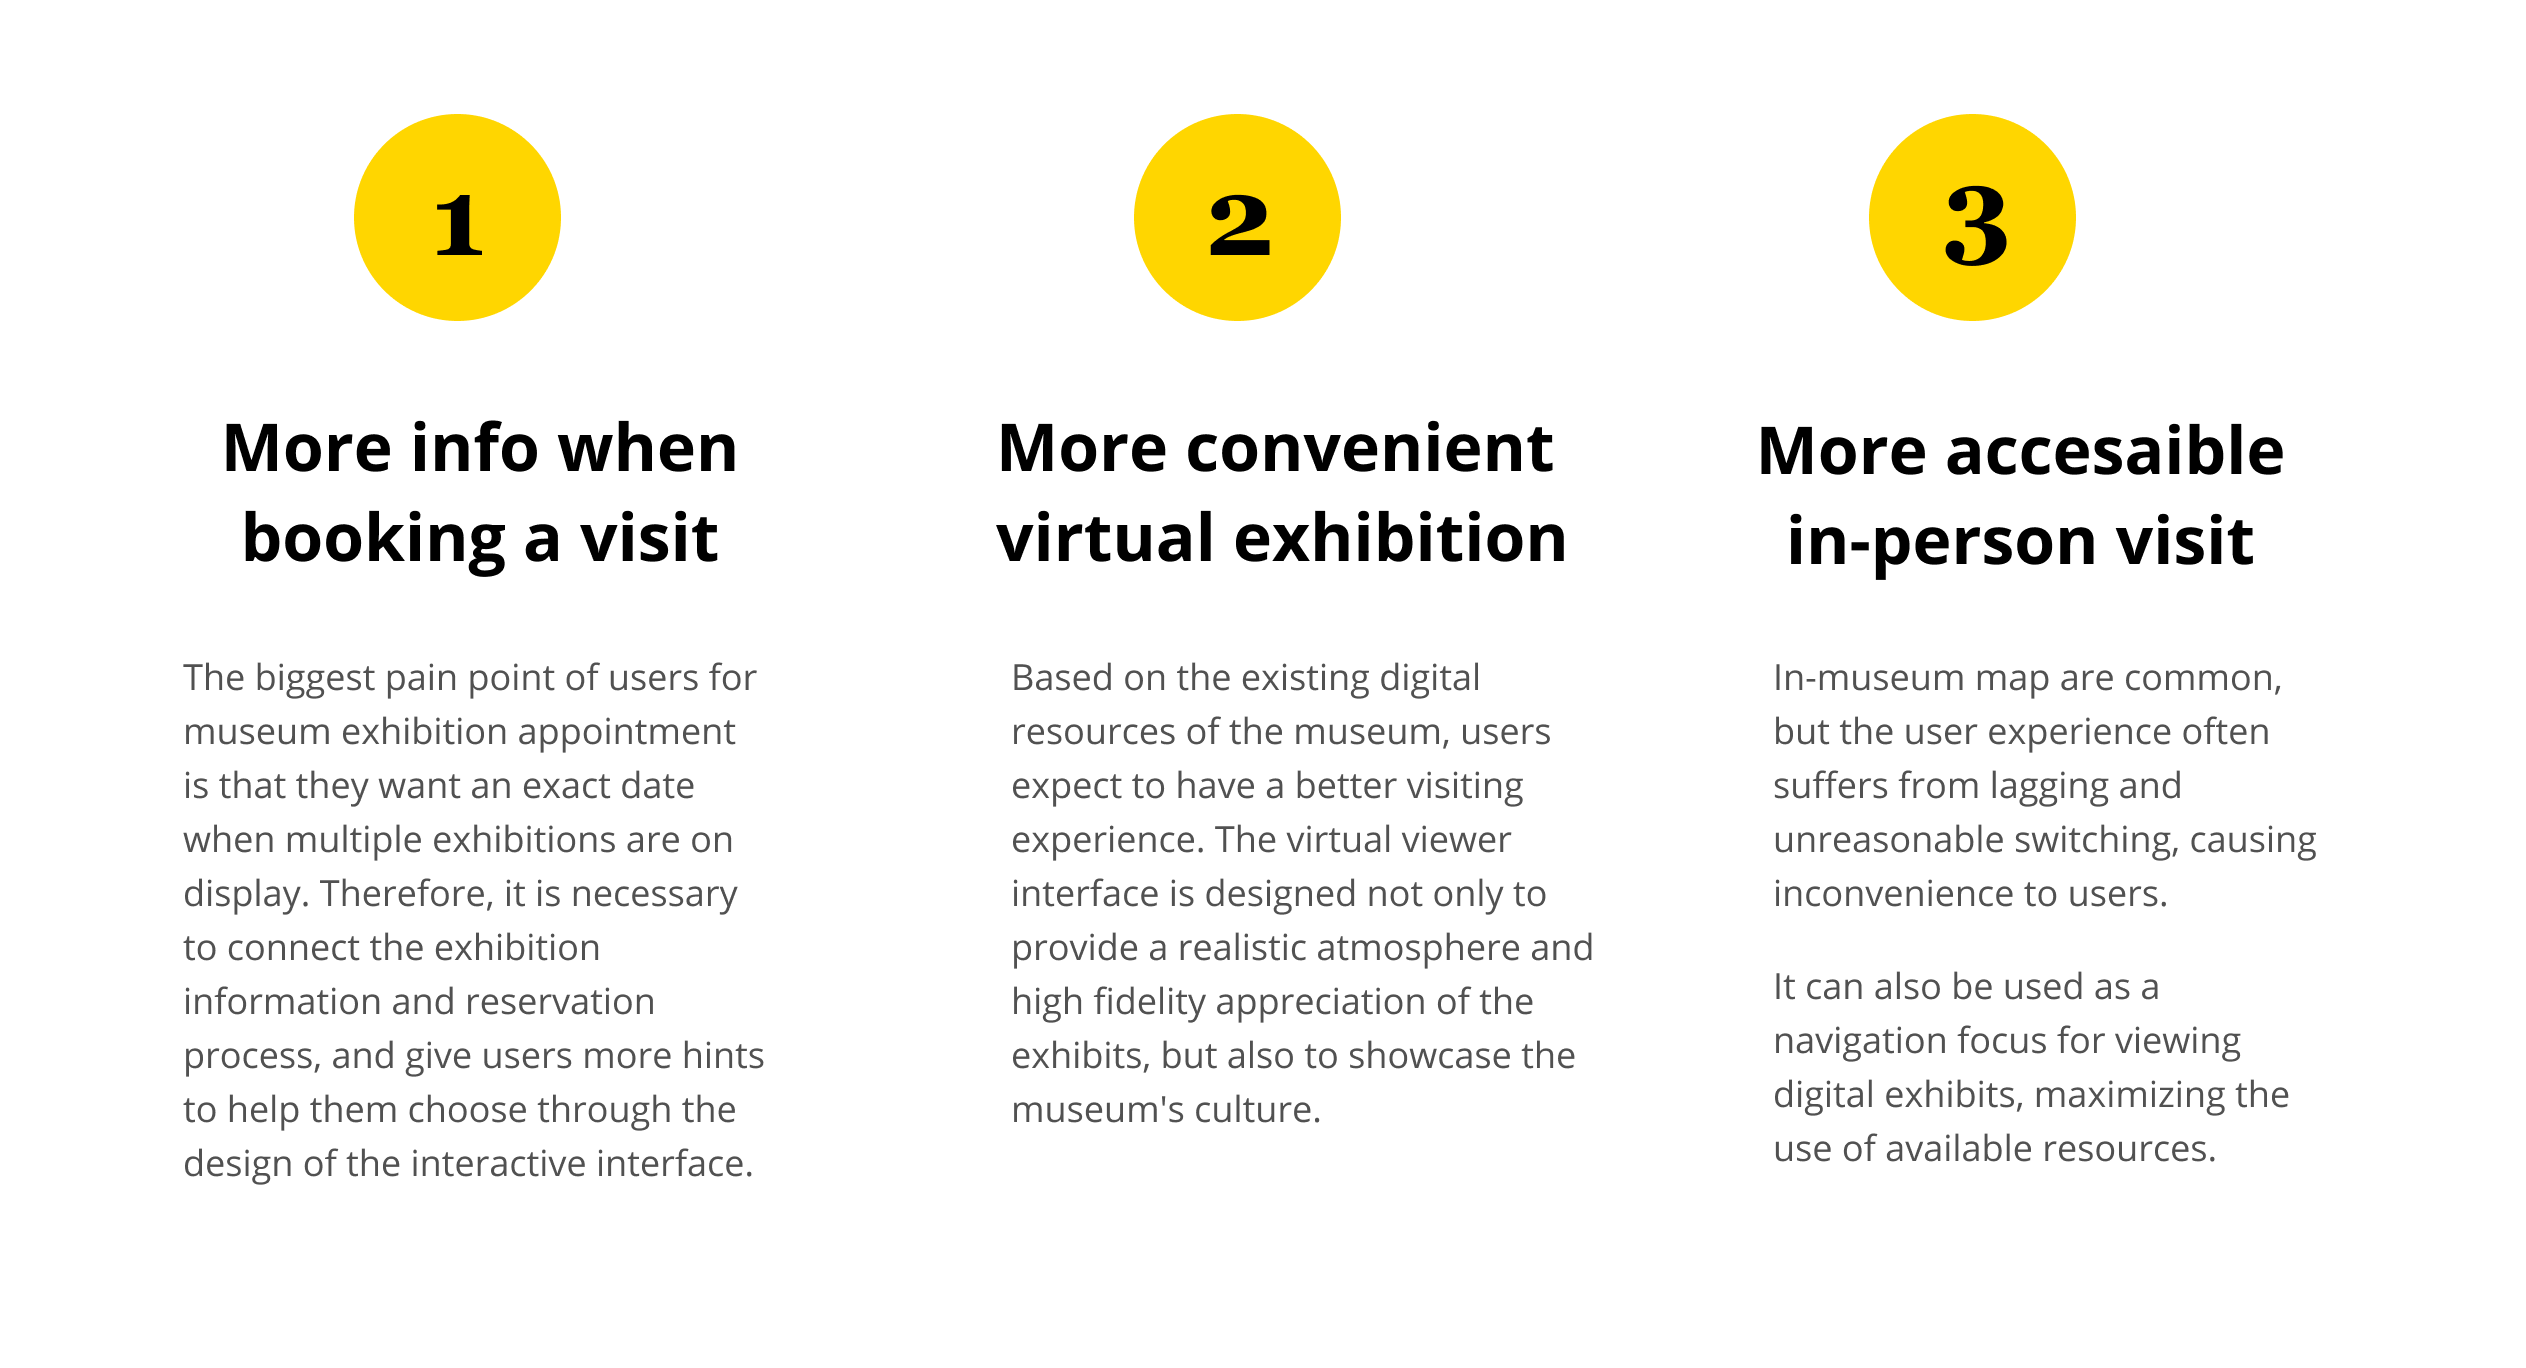 1
More info when
booking a visit
The biggest pain point of users for
museum exhibition appointment
is that they want an exact date
when multiple exhibitions are on
display. Therefore, it is necessary
to connect the exhibition
information and reservation
process, and give users more hints
to help them choose through the
design of the interactive interface.
2
More convenient
virtual exhibition
Based on the existing digital
resources of the museum, users
expect to have a better visiting
experience. The virtual viewer
interface is designed not only to
provide a realistic atmosphere and
high fidelity appreciation of the
exhibits, but also to showcase the
museum's culture.
3
More accesaible
in-person visit
In-museum map are common,
but the user experience often
suffers from lagging and
unreasonable switching, causing
inconvenience to users.
It can also be used as a
navigation focus for viewing
digital exhibits, maximizing the
use of available resources.